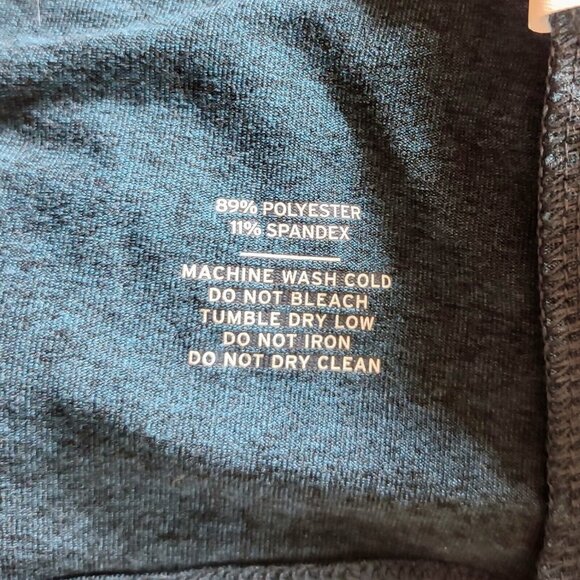 89% POLYESTER
11% SPANDEX
MACHINE WASH COLD
DO NOT BLEACH
TUMBLE DRY LOW
DO NOT IRON
DO NOT DRY CLEAN